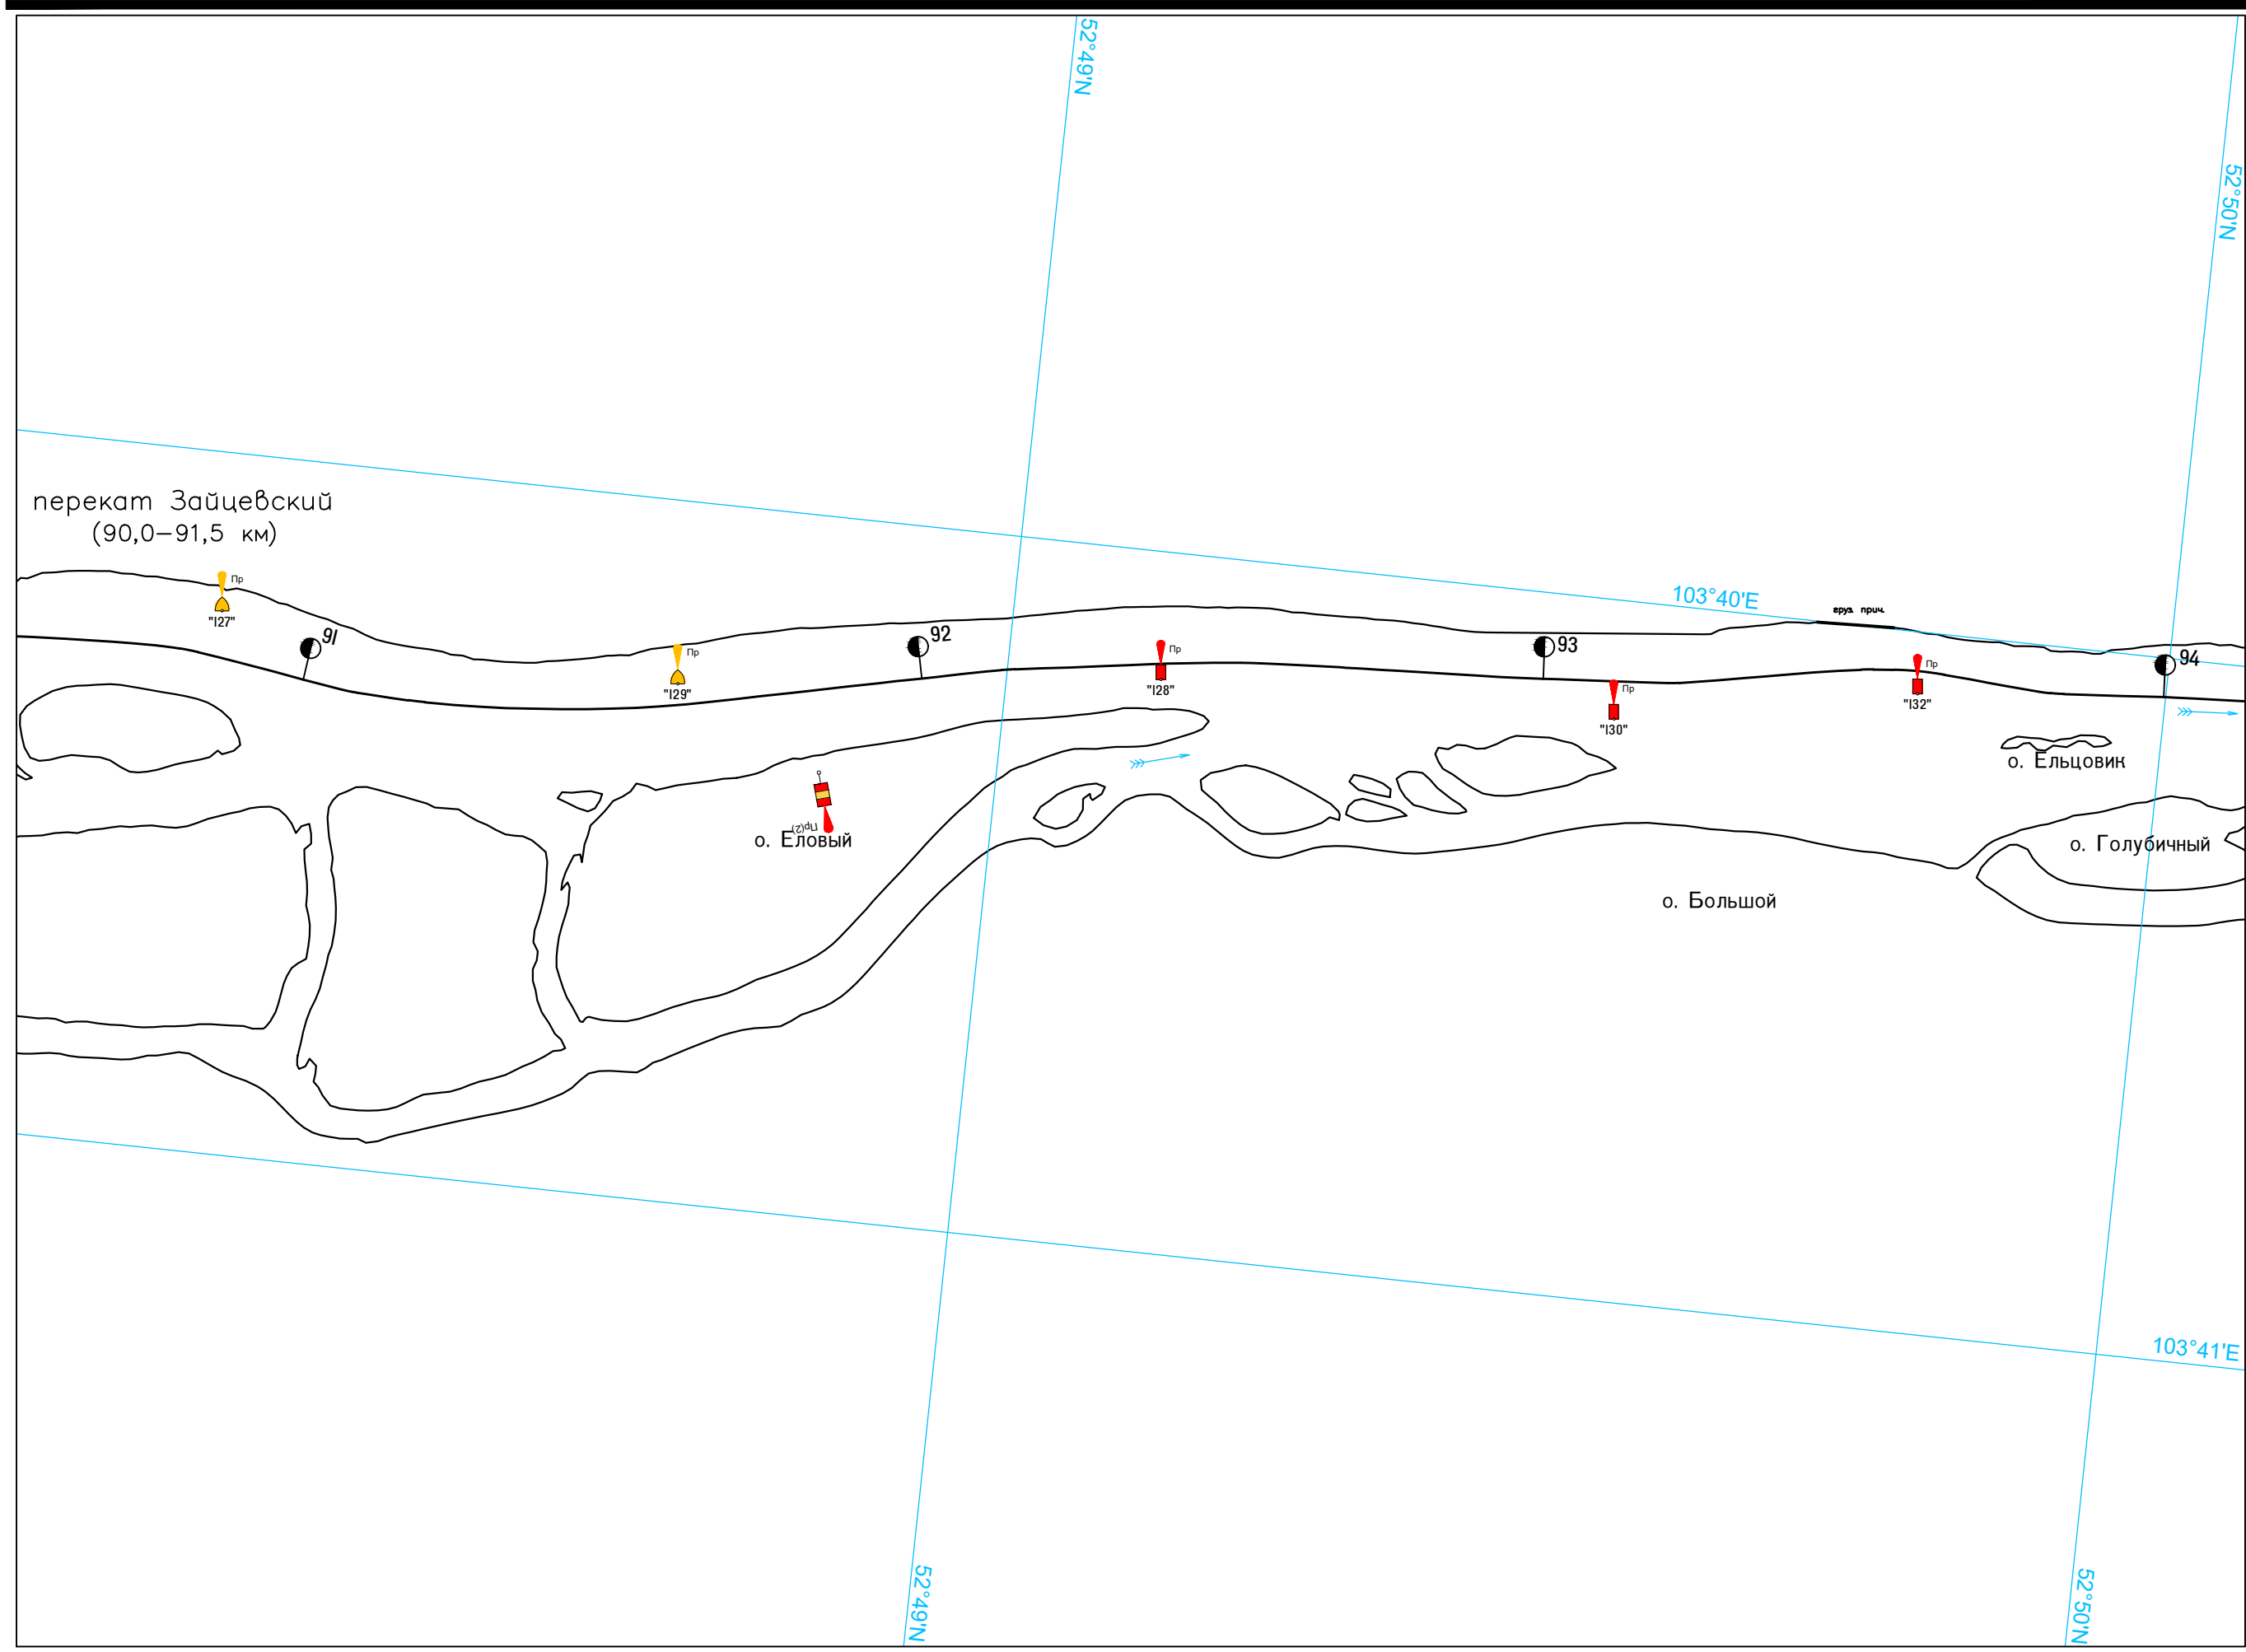 52°49'N
52°50'N
перекат Зайцевский
(90,0–91,5 км)
103°40'E
груз. прич.
Пр
"127"
91
Пр
"129"
92
Пр
"128"
93
Пр
"130"
Пр
"132"
94
о. Ельцовик
Пр(2)
о. Еловый
о. Голубичный
о. Большой
103°41'E
52°49'N
52°50'N